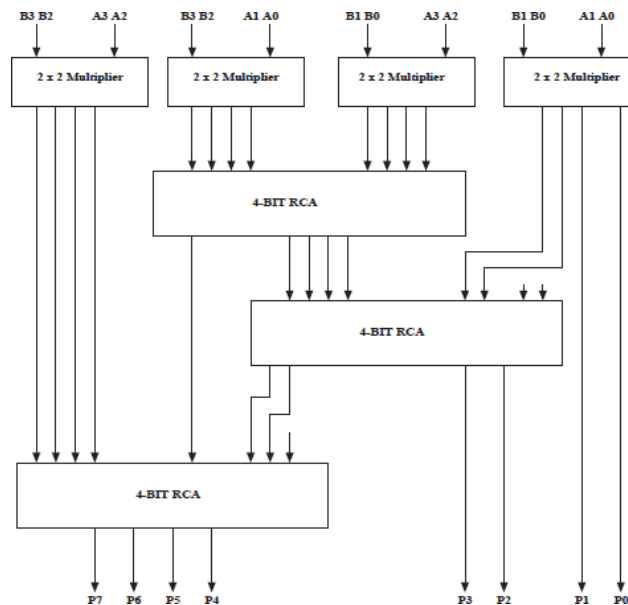 B3 B2 A3 A2 B3 B2 A1 A0 B1 B0 A3 A2 B1 B0 A1 A0
2 x 2 Multiplier 2 x 2 Multiplier 2 x 2 Multiplier 2 x 2 Multiplier
4-BIT RCA
4-BIT RCA
4-BIT RCA
P7 P6 P5 P4 P3 P2 P1 P0